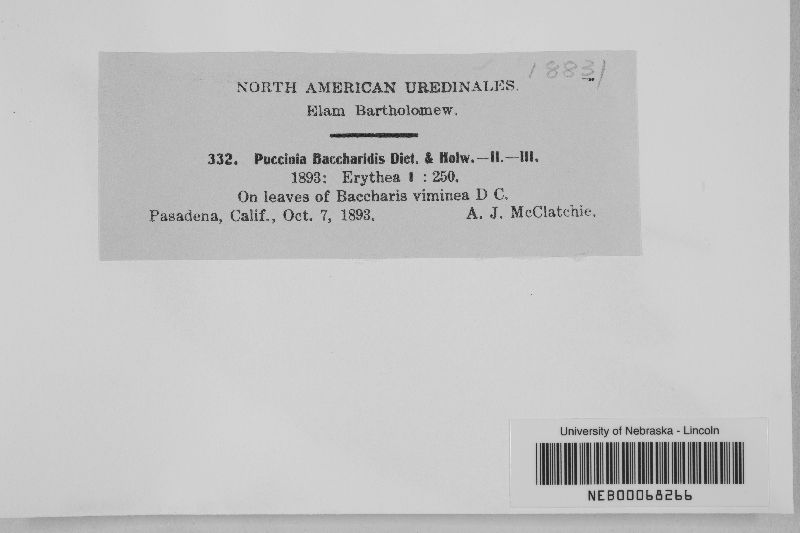 18831
NORTH AMERICAN UREDINALES.
Elam Bartholomew.
332. Puccinia Baccharidis Diet. & Holw.—II.—III.
1893: Erythea I : 250.
On leaves of Baccharis viminea D C.
Pasadena, Calif., Oct. 7, 1893. A. J. McClatchie.
University of Nebraska - Lincoln
NEB00068266